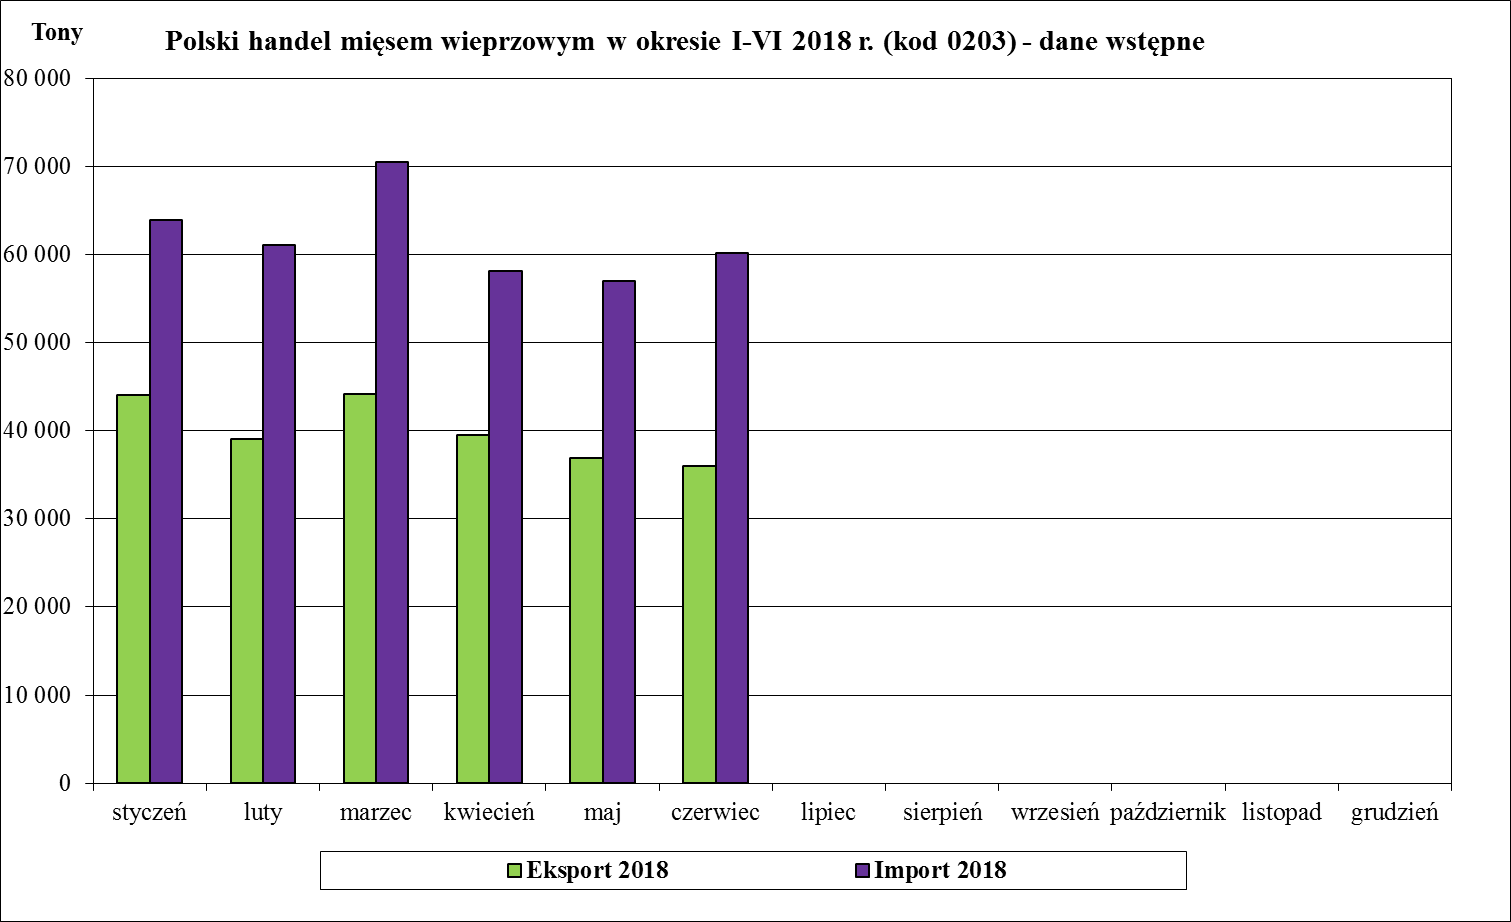 Tony
Polski handel mięsem wieprzowym w okresie I-VI 2018 r. (kod 0203) - dane wstępne
80 000
70 000
60 000
50 000
40 000
30 000
20 000
10 000
0
styczeń luty marzec kwiecień maj czerwiec lipiec sierpień wrzesień październik listopad grudzień
Eksport 2018 Import 2018